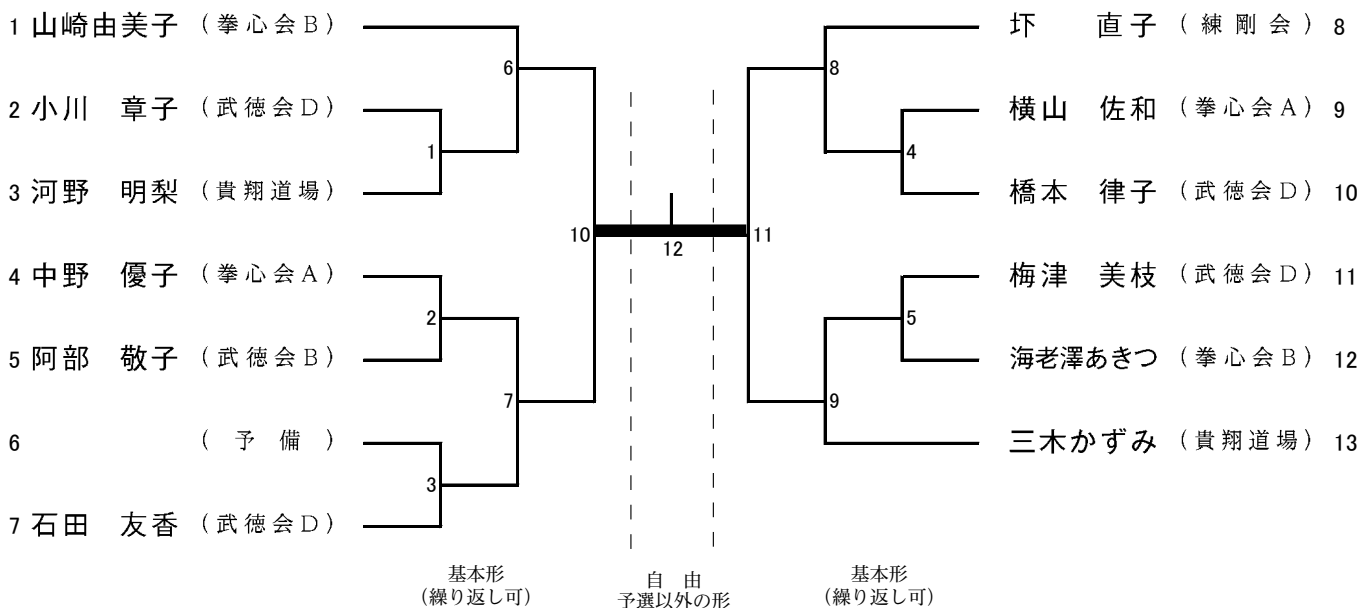 1 山崎由美子 （拳心会Ｂ）
2 小川　章子 （武徳会Ｄ）
3 河野　明梨 （貴翔道場）
4 中野　優子 （拳心会Ａ）
5 阿部　敬子 （武徳会Ｂ）
6 （　予　備　）
7 石田　友香 （武徳会Ｄ）
6
1
2
7
3
10
12
11
8
4
5
9
圷　　直子 （練剛会） 8
横山　佐和 （拳心会Ａ） 9
橋本　律子 （武徳会Ｄ） 10
梅津　美枝 （武徳会Ｄ） 11
海老澤あきつ （拳心会Ｂ） 12
三木かずみ （貴翔道場） 13
基本形
（繰り返し可）
自　由
予選以外の形
基本形
（繰り返し可）